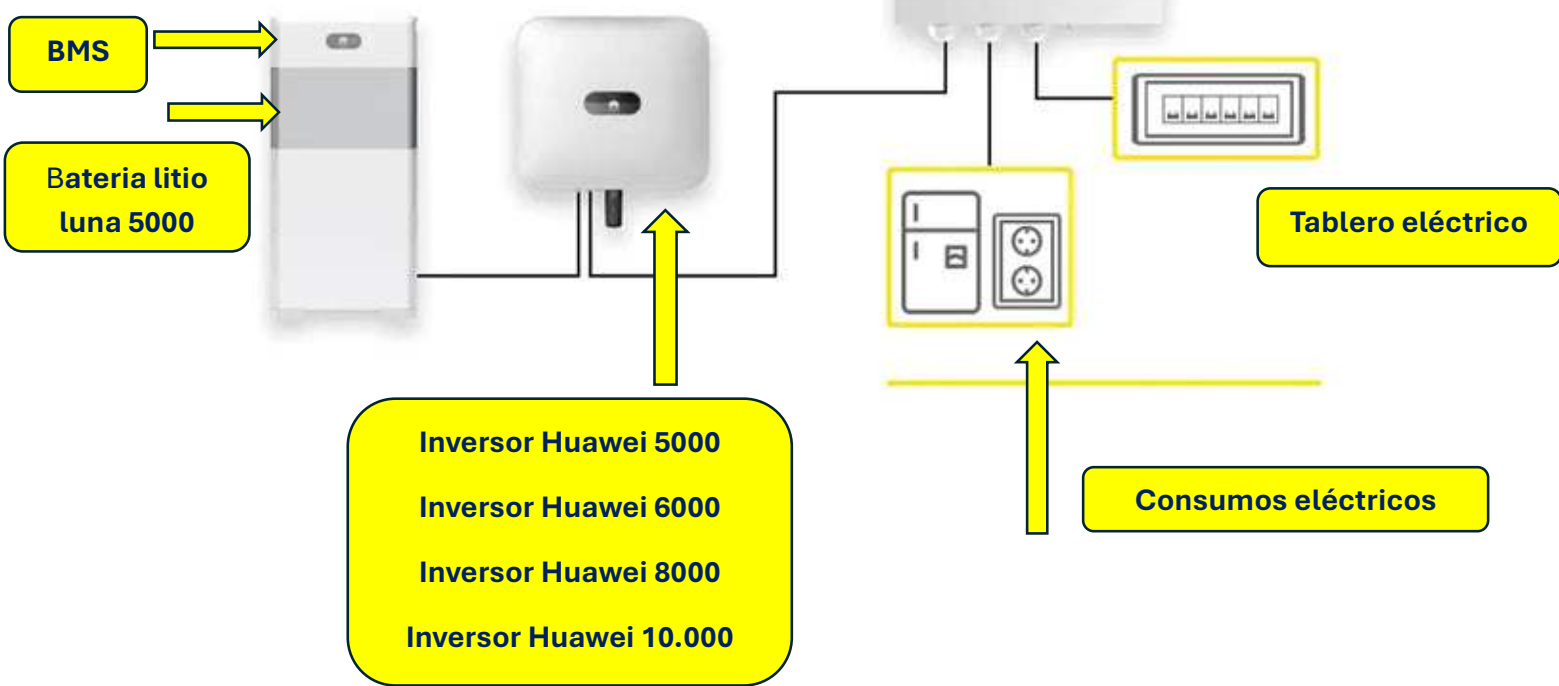 BMS
Bateria litio
luna 5000
Tablero eléctrico
Inversor Huawei 5000
Inversor Huawei 6000
Inversor Huawei 8000
Inversor Huawei 10.000
Consumos eléctricos